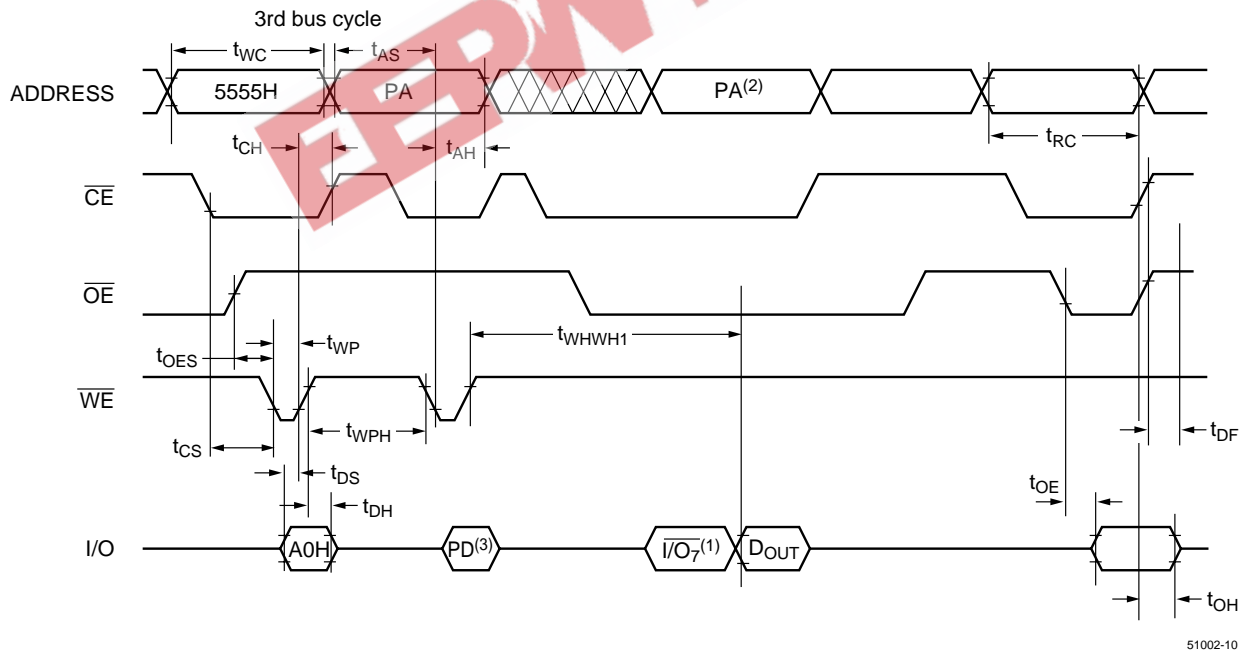 3rd bus cycle
tWC
tAS
ADDRESS
5555H
PA
PA(2)
tCH
tAH
tRC
CE
OE
tWHWH1
tOES
tWP
WE
tCS
tWPH
tDF
tDS
tOE
tDH
I/O
A0H
PD(3)
I/O7(1)
DOUT
tOH
51002-10